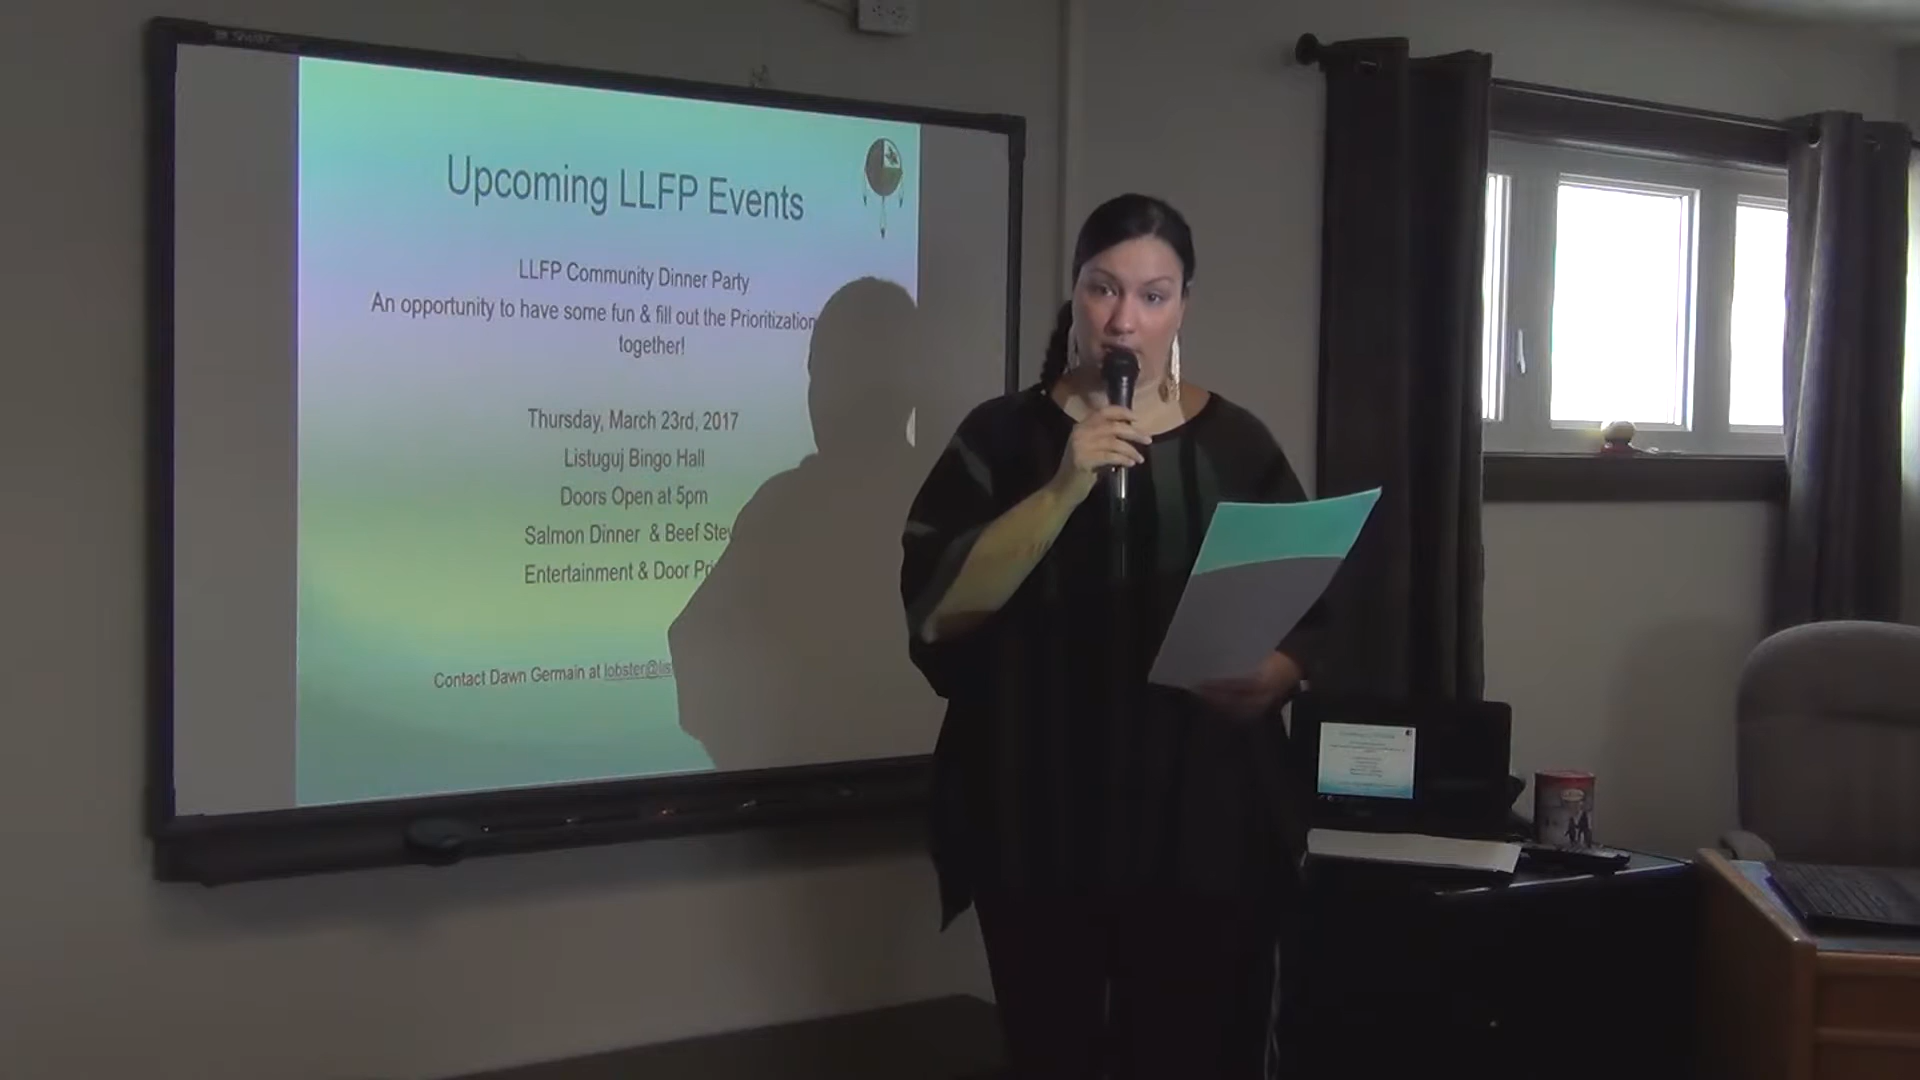 Upcoming LLFP Events
LLFP Community Dinner Party
An opportunity to have some fun & fill out the Prioritization
together!
Thursday, March 23rd, 2017
Listuguj Bingo Hall
Doors Open at 5pm
Salmon Dinner & Beef
Entertainment & Door
Contact Dawn Germain at